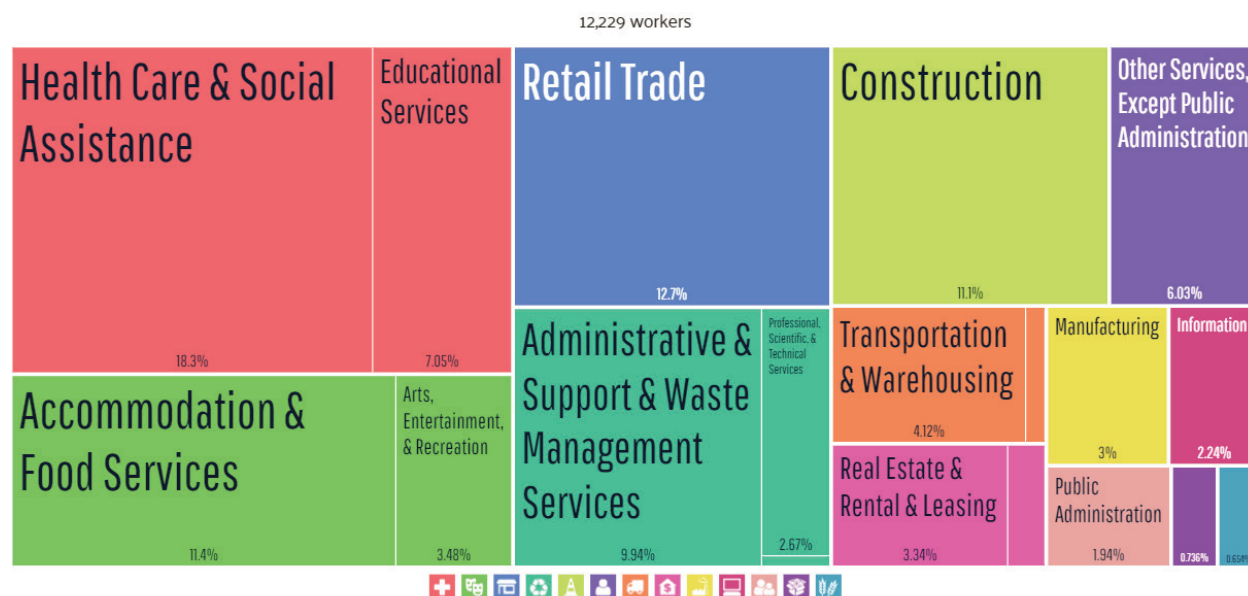 12,229 workers
Health Care & Social
Assistance
18.3%
Educational
Services
7.05%
Retail Trade
12.7%
Construction
11.1%
Other Services,
Except Public
Administration
6.03%
Accommodation &
Food Services
11.4%
Arts,
Entertainment,
& Recreation
3.48%
Administrative &
Support & Waste
Management
Services
9.94%
Professional,
Scientific, &
Technical
Services
2.67%
Transportation
& Warehousing
4.12%
Real Estate &
Rental & Leasing
3.34%
Manufacturing
3%
Information
2.24%
Public
Administration
1.94%
0.736%